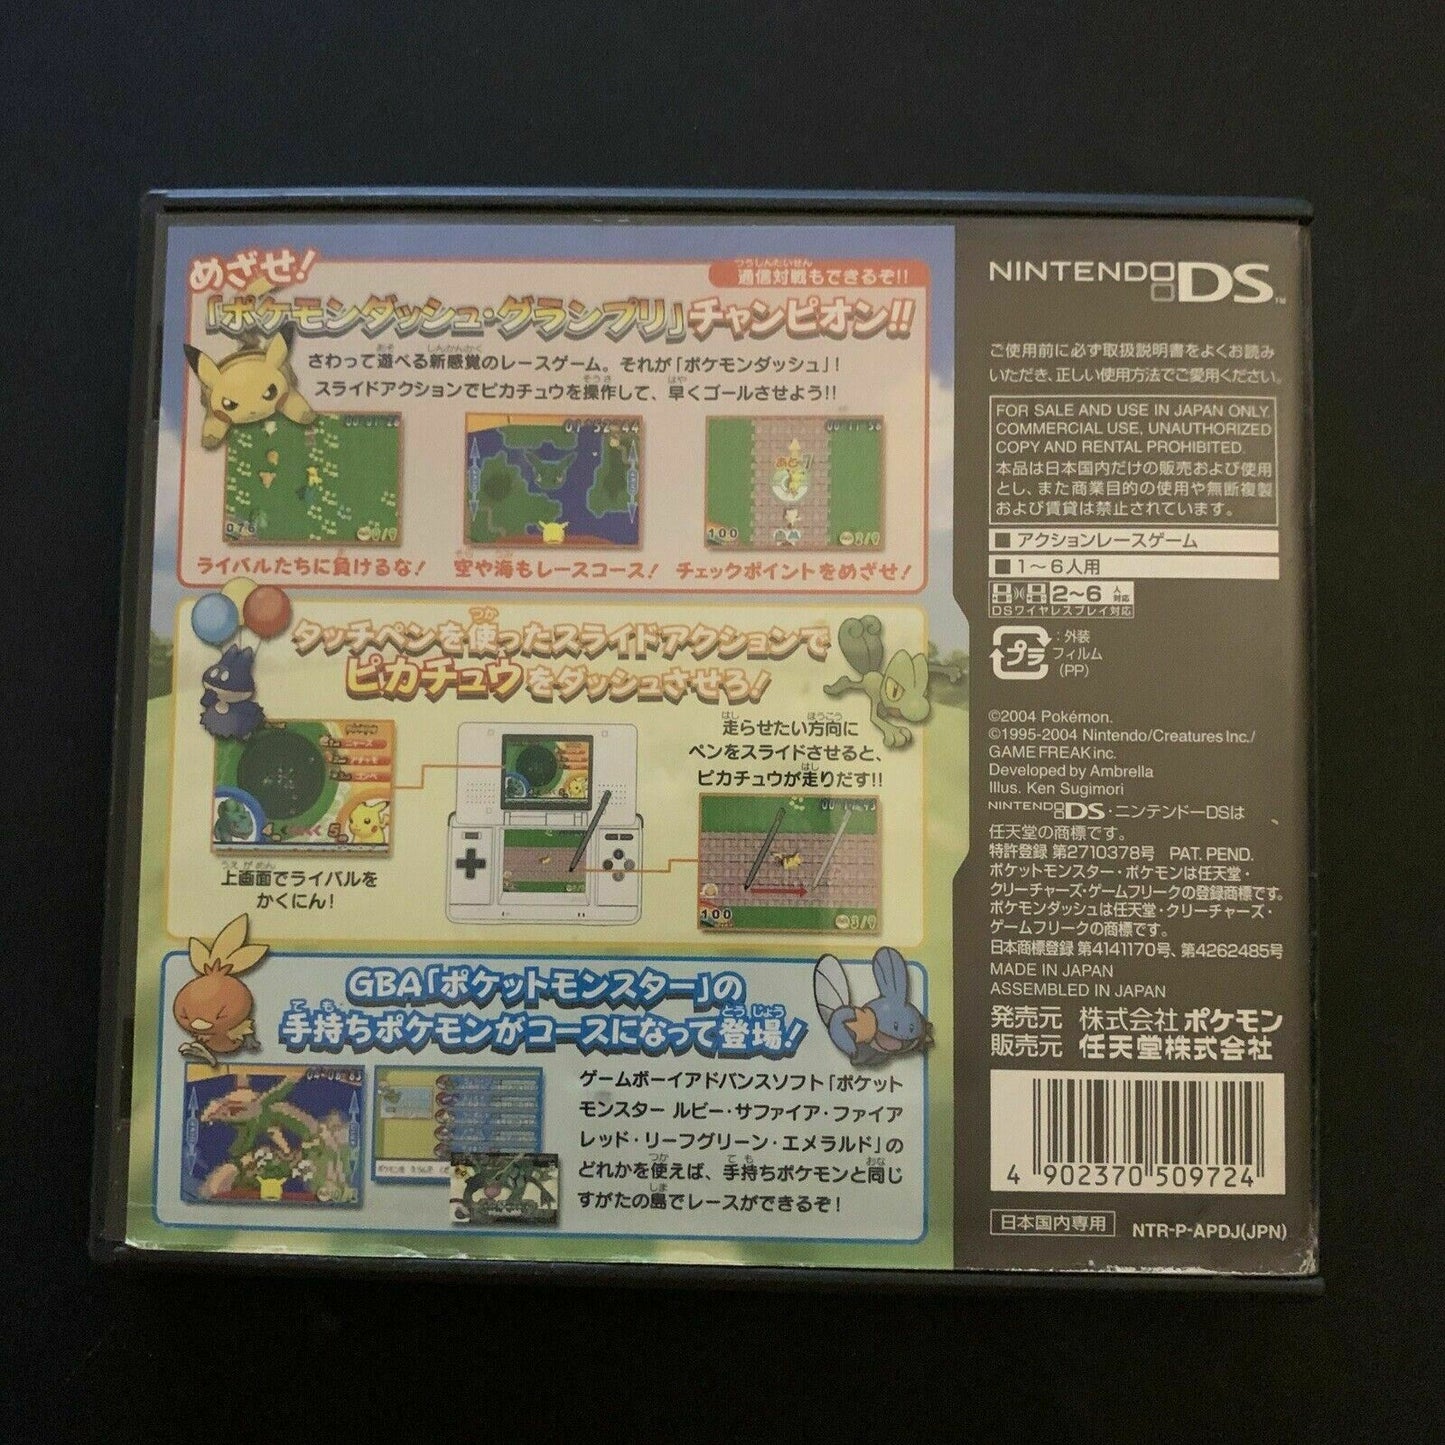 めざせ!
通信対戦もできるぞ!!
「ポケモンダッシュ・グランプリ」チャンピオン!!
さわって遊べる新感覚のレースゲーム。それが「ポケモンダッシュ」!
スライドアクションでピカチュウを操作して、早くゴールさせよう!!
076
01'52"44
100
ライバルたちに負けるな!
空や海もレースコース!
チェックポイントをめざせ!
タッチペンを使ったスライドアクションで
ピカチュウをダッシュさせろ!
走らせたい方向に
ペンをスライドさせると、
ピカチュウが走りだす!!
上画面でライバルを
かくにん!
100
GBA「ポケットモンスター」の
手持ちポケモンがコースになって登場!
ゲームボーイアドバンスソフト「ポケット
モンスター ルビー・サファイア・ファイア
レッド・リーフグリーン・エメラルド」の
どれかを使えば、手持ちポケモンと同じ
すがたの島でレースができるぞ!
NINTENDO DS™
ご使用前に必ず取扱説明書をよくお読み
いただき、正しい使用方法でご愛用ください。
FOR SALE AND USE IN JAPAN ONLY.
COMMERCIAL USE, UNAUTHORIZED
COPY AND RENTAL PROHIBITED.
本品は日本国内だけの販売および使用
とし、また商業目的の使用や無断複製
および賃貸は禁止されています。
■ アクションレースゲーム
■ 1〜6人用
2〜6人対応
DSワイヤレスプレイ対応
プラ
:外装
フィルム
(PP)
©2004 Pokémon.
©1995-2004 Nintendo/Creatures Inc./
GAME FREAK inc.
Developed by Ambrella
Illus. Ken Sugimori
NINTENDO DS・ニンテンドーDSは
任天堂の商標です。
特許登録 第2710378号 PAT. PEND.
ポケットモンスター・ポケモンは任天堂・
クリーチャーズ・ゲームフリークの登録商標です。
ポケモンダッシュは任天堂・クリーチャーズ・
ゲームフリークの商標です。
日本商標登録 第4141170号、第4262485号
MADE IN JAPAN
ASSEMBLED IN JAPAN
発売元 株式会社ポケモン
販売元 任天堂株式会社
4 902370 509724
日本国内専用
NTR-P-APDJ(JPN)